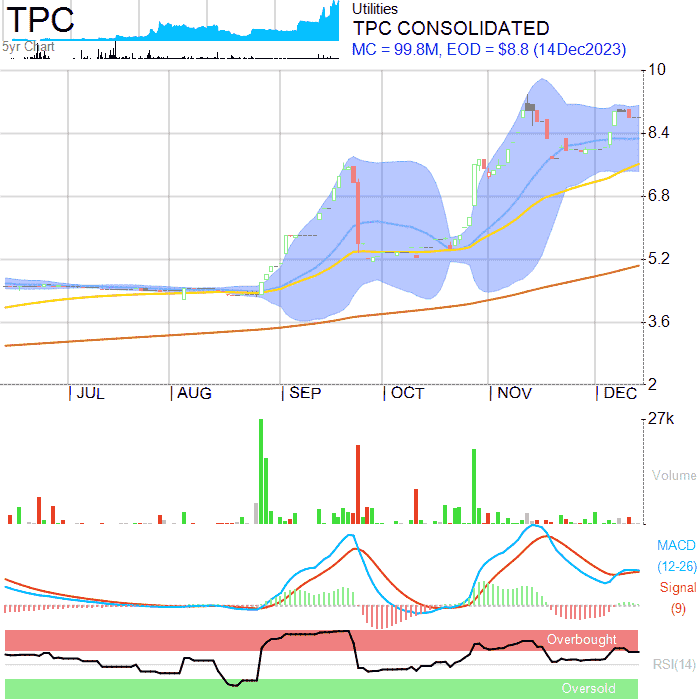 TPC
5yr Chart
Utilities
TPC CONSOLIDATED
MC = 99.8M, EOD = $8.8 (14Dec2023)
10
8.4
6.8
5.2
3.6
2
JUL AUG SEP OCT NOV DEC
27k
Volume
MACD
(12-26)
Signal
(9)
Overbought
RSI(14)
Oversold